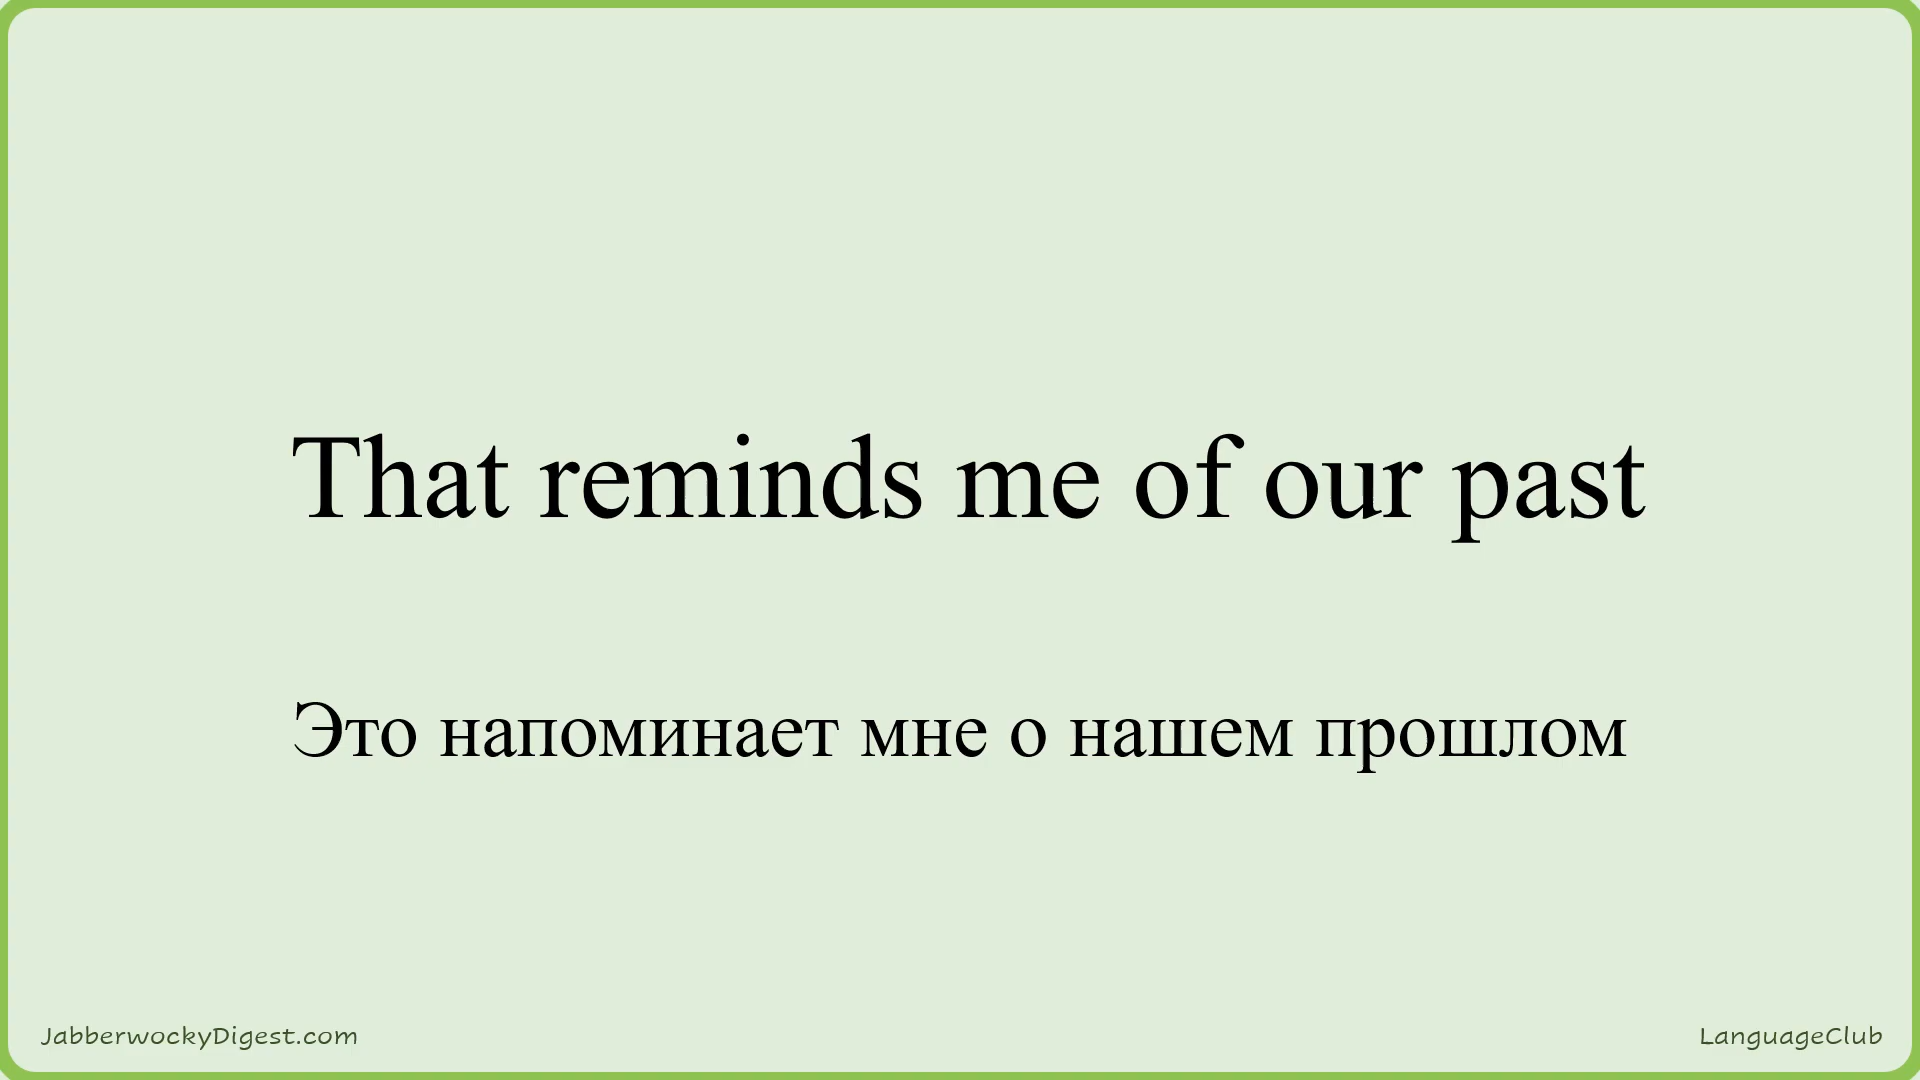 That reminds me of our past
Это напоминает мне о нашем прошлом
JabberwockyDigest.com
LanguageClub